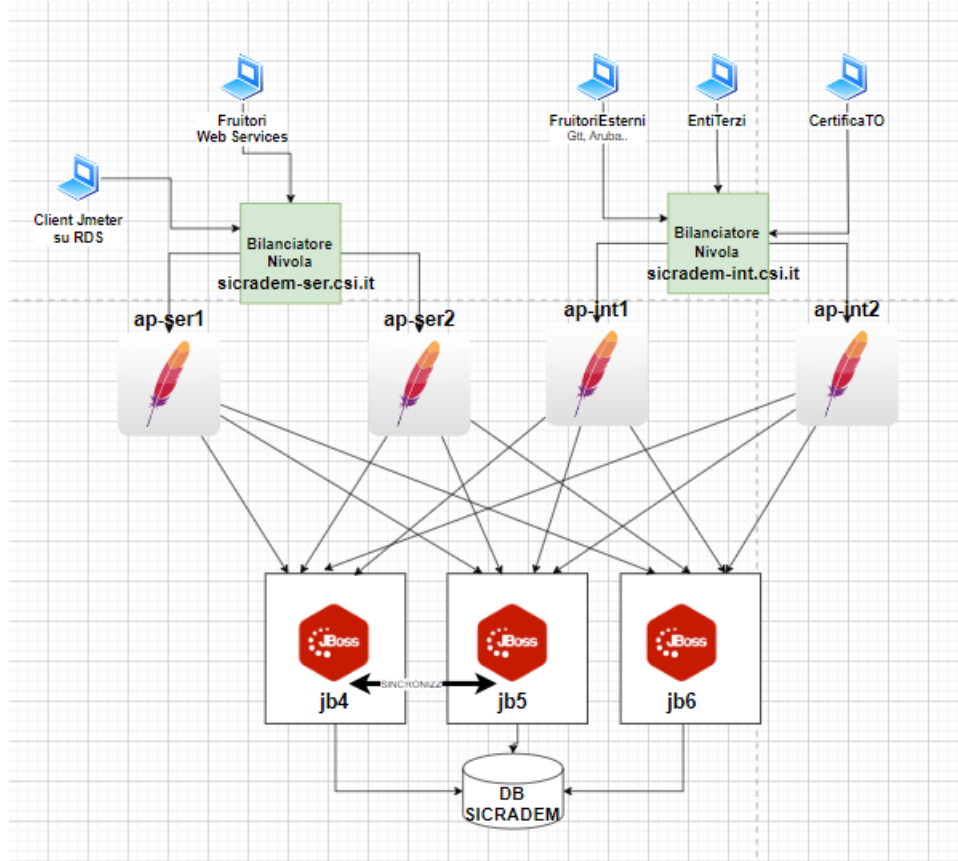 Fruitori
Web Services
FruitoriEsterni
Gtt, Aruba..
EntiTerzi
CertificaTO
Client Jmeter
su RDS
Bilanciatore
Nivola
sicradem-ser.csi.it
Bilanciatore
Nivola
sicradem-int.csi.it
ap-ser1
ap-ser2
ap-int1
ap-int2
JBoss
JBoss
JBoss
SINCRONIZZ
jb4
jb5
jb6
DB
SICRADEM